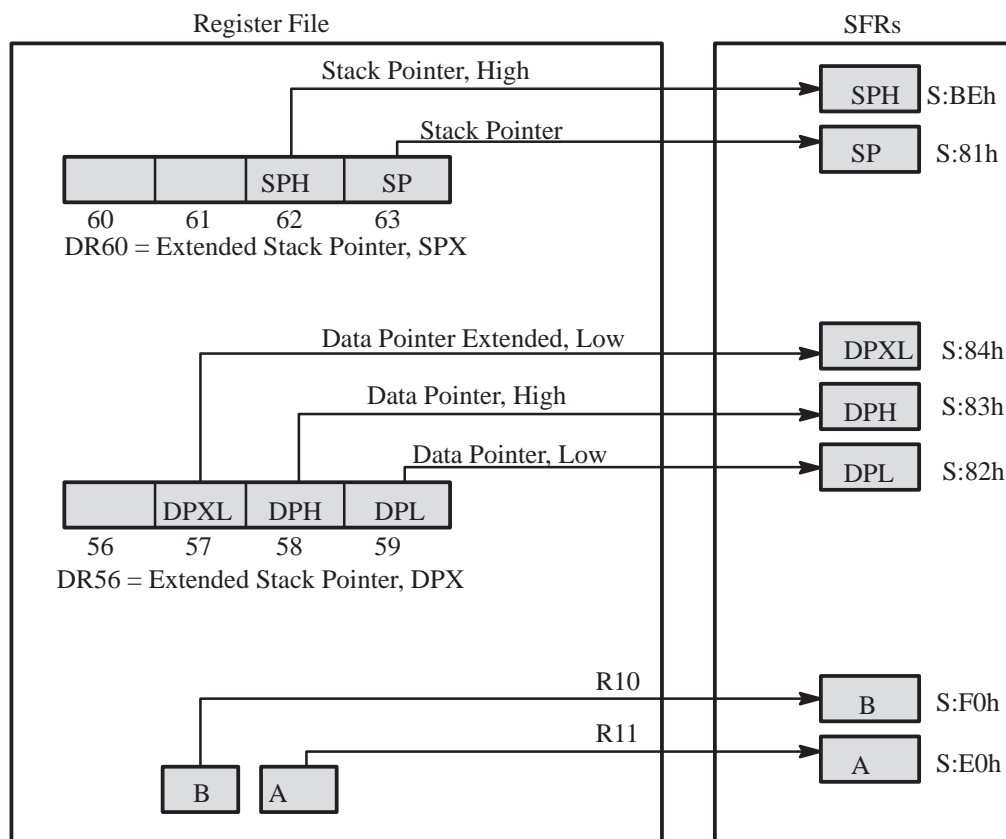 Register File
SFRs
Stack Pointer, High
SPH S:BEh
Stack Pointer
SP S:81h
SPH SP
60 61 62 63
DR60 = Extended Stack Pointer, SPX
Data Pointer Extended, Low
DPXL S:84h
Data Pointer, High
DPH S:83h
Data Pointer, Low
DPL S:82h
DPXL DPH DPL
56 57 58 59
DR56 = Extended Stack Pointer, DPX
R10
B S:F0h
R11
A S:E0h
B A